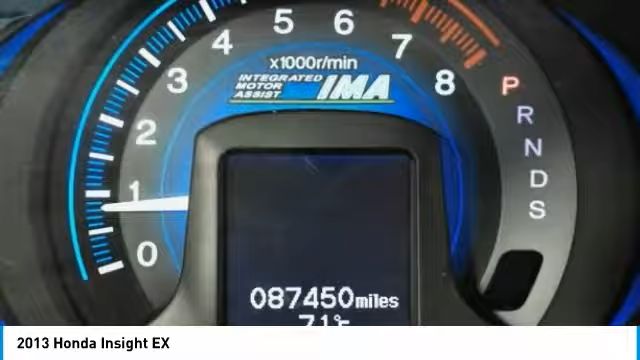 5 6
4 7
x1000r/min
3 8
INTEGRATED
MOTOR
ASSIST
IMA
P
R
2
N
D
1
S
0
087450miles
71°F
2013 Honda Insight EX